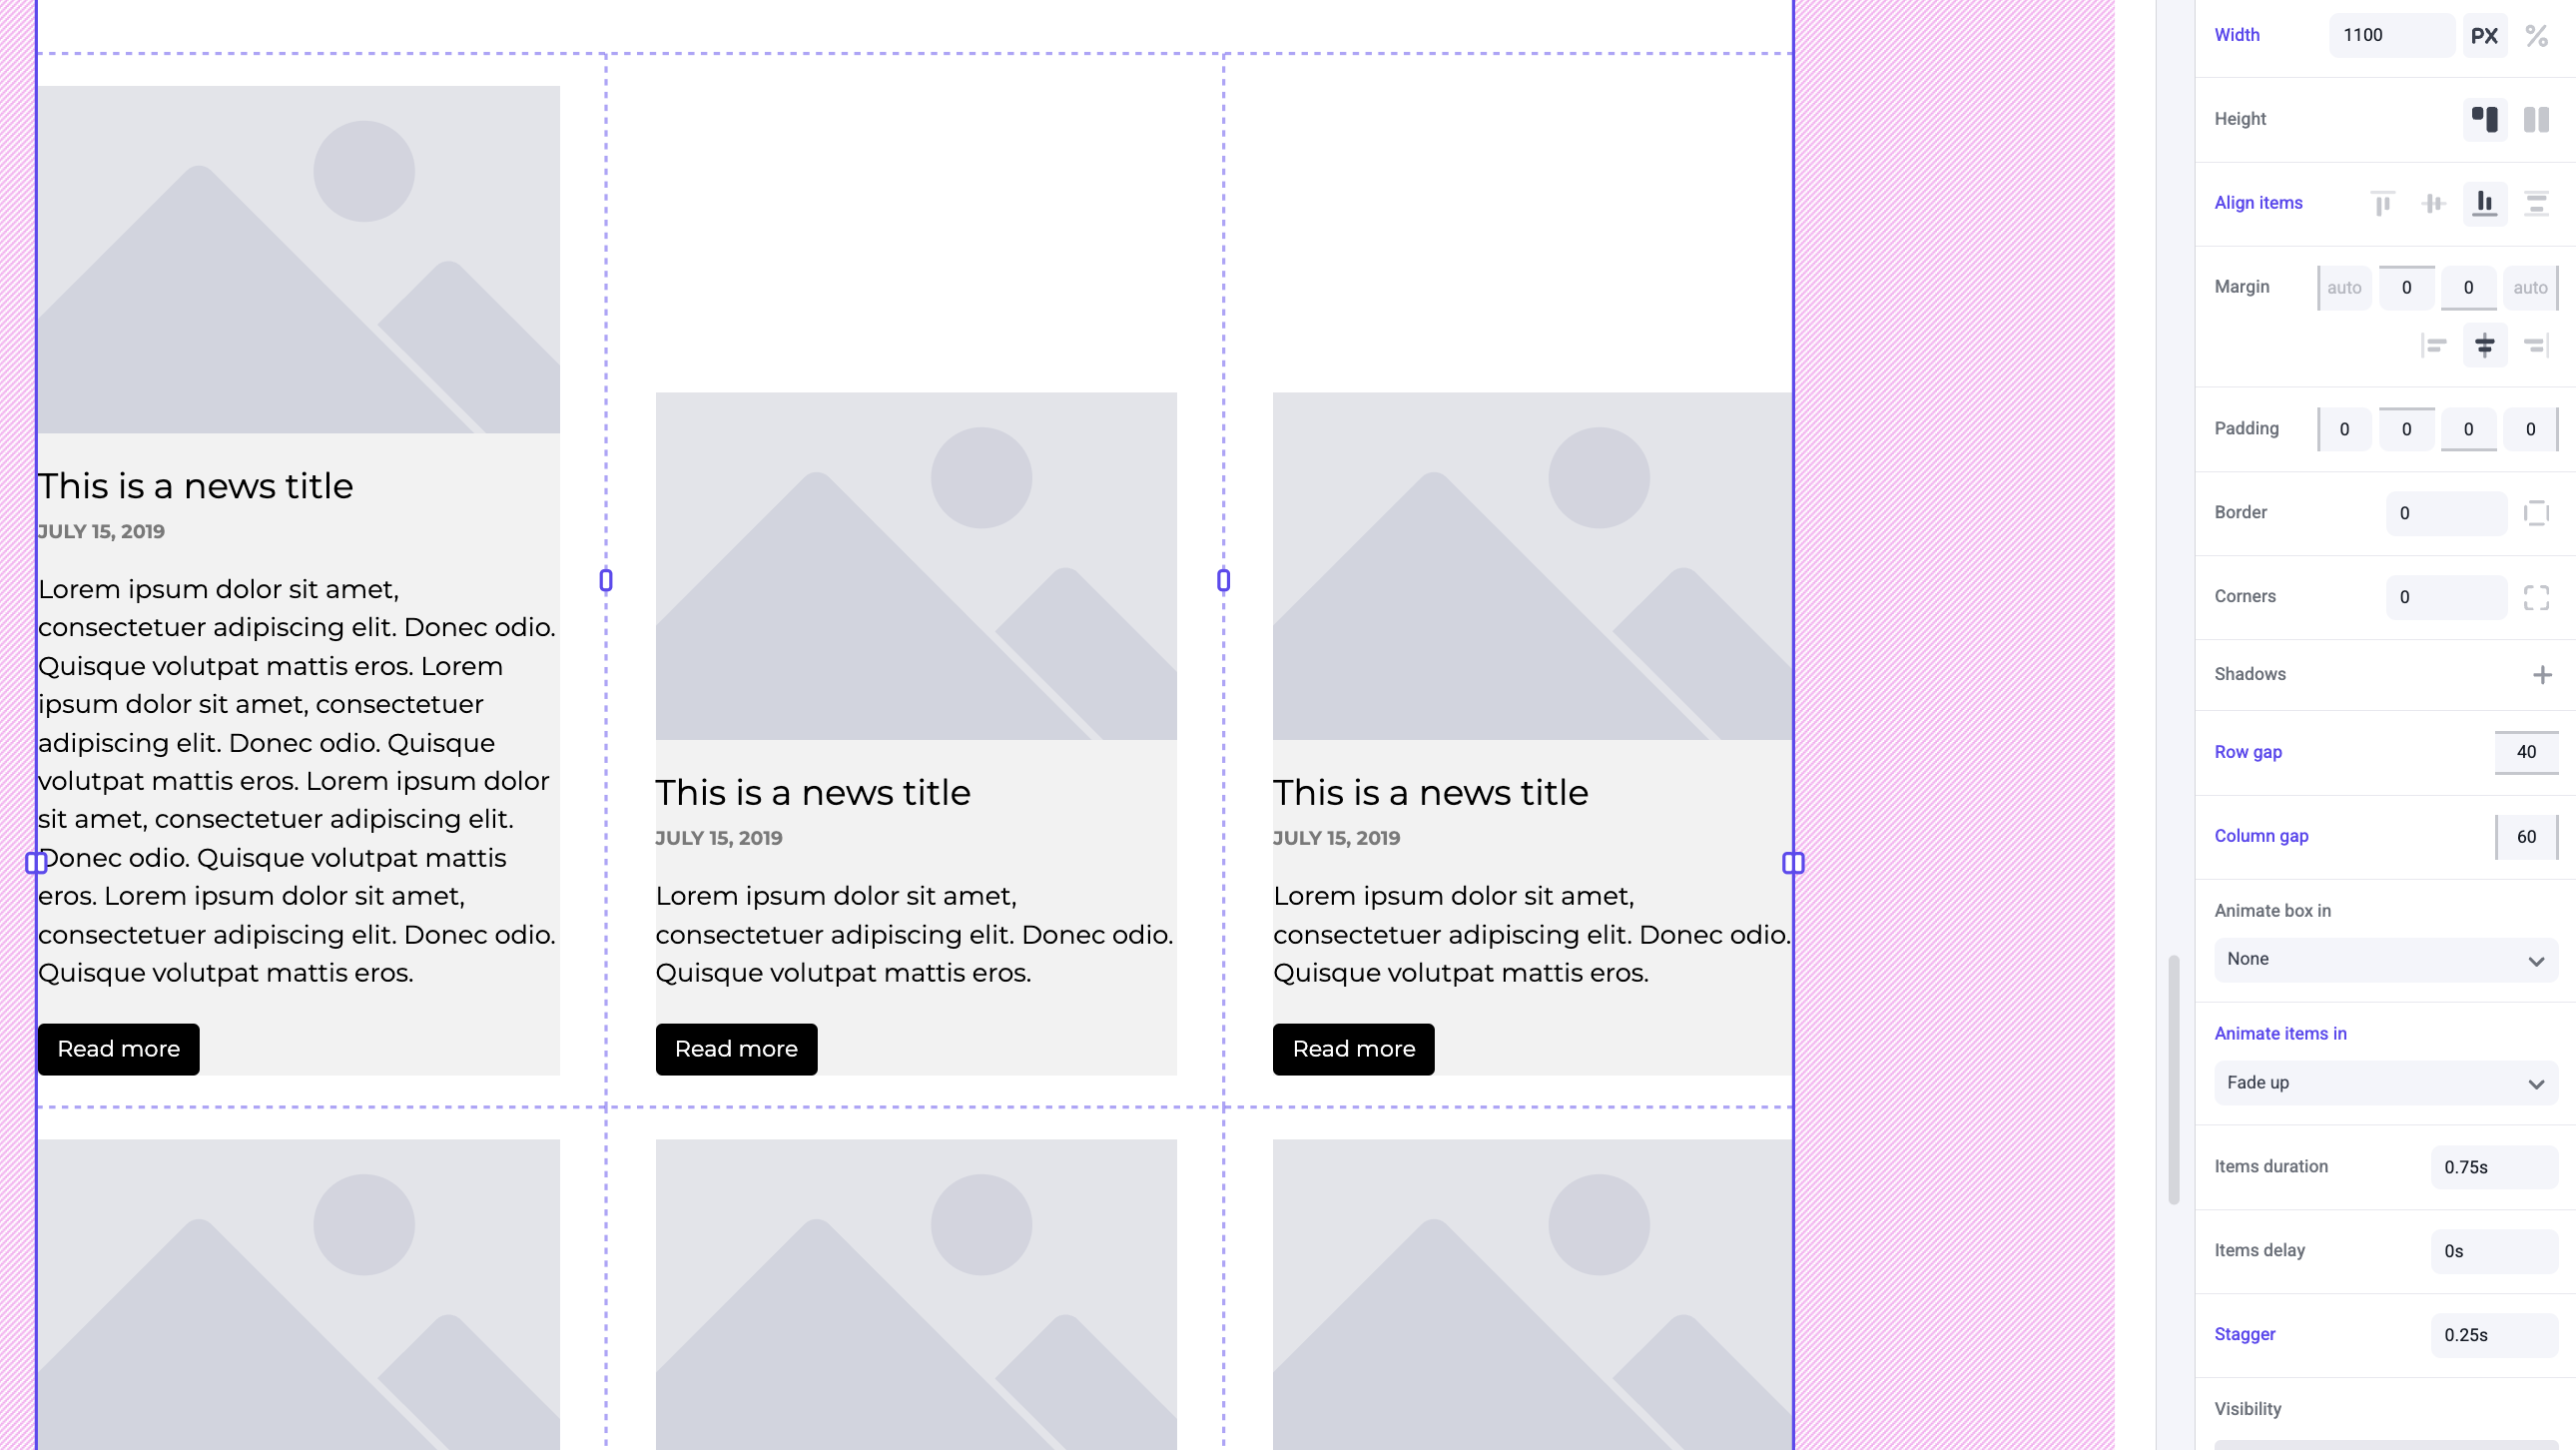 This is a news title
JULY 15, 2019
Lorem ipsum dolor sit amet,
consectetuer adipiscing elit. Donec odio.
Quisque volutpat mattis eros. Lorem
ipsum dolor sit amet, consectetuer
adipiscing elit. Donec odio. Quisque
volutpat mattis eros. Lorem ipsum dolor
sit amet, consectetuer adipiscing elit.
Donec odio. Quisque volutpat mattis
eros. Lorem ipsum dolor sit amet,
consectetuer adipiscing elit. Donec odio.
Quisque volutpat mattis eros.
Read more
This is a news title
JULY 15, 2019
Lorem ipsum dolor sit amet,
consectetuer adipiscing elit. Donec odio.
Quisque volutpat mattis eros.
Read more
This is a news title
JULY 15, 2019
Lorem ipsum dolor sit amet,
consectetuer adipiscing elit. Donec odio.
Quisque volutpat mattis eros.
Read more
Width 1100 PX %
Height
Align items
Margin auto 0 0 auto
Padding 0 0 0 0
Border 0
Corners 0
Shadows
Row gap 40
Column gap 60
Animate box in
None
Animate items in
Fade up
Items duration 0.75s
Items delay 0s
Stagger 0.25s
Visibility